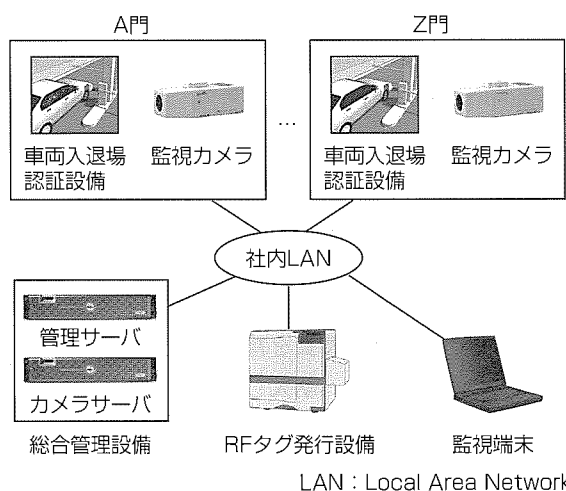 A門
Z門
車両入退場
認証設備
監視カメラ
…
車両入退場
認証設備
監視カメラ
社内LAN
管理サーバ
カメラサーバ
総合管理設備
RFタグ発行設備
監視端末
LAN：Local Area Network